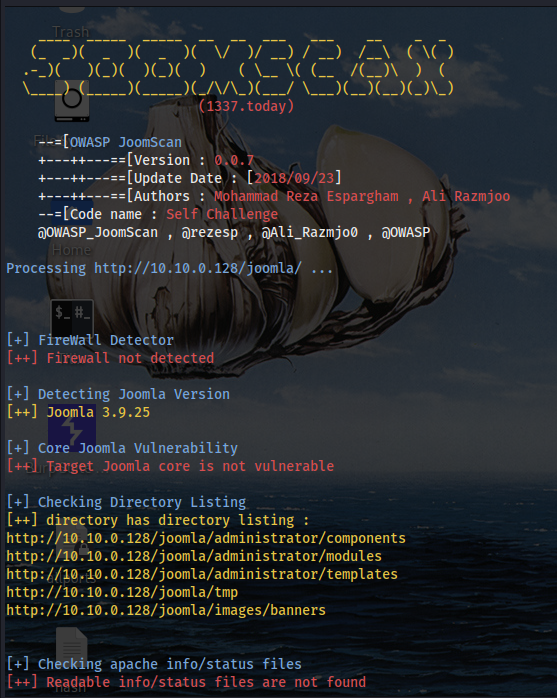 Trash
(1337.today)
--=[OWASP JoomScan
+---++---==[Version : 0.0.7
+---++---==[Update Date : [2018/09/23]
+---++---==[Authors : Mohammad Reza Espargham , Ali Razmjoo
--=[Code name : Self Challenge
@OWASP_JoomScan , @rezesp , @Ali_Razmjo0 , @OWASP
Home
Processing http://10.10.0.128/joomla/ ...
$_ #_
[+] FireWall Detector
[++] Firewall not detected
[+] Detecting Joomla Version
[++] Joomla 3.9.25
[+] Core Joomla Vulnerability
[++] Target Joomla core is not vulnerable
[+] Checking Directory Listing
[++] directory has directory listing :
http://10.10.0.128/joomla/administrator/components
http://10.10.0.128/joomla/administrator/modules
http://10.10.0.128/joomla/administrator/templates
http://10.10.0.128/joomla/tmp
http://10.10.0.128/joomla/images/banners
[+] Checking apache info/status files
[++] Readable info/status files are not found